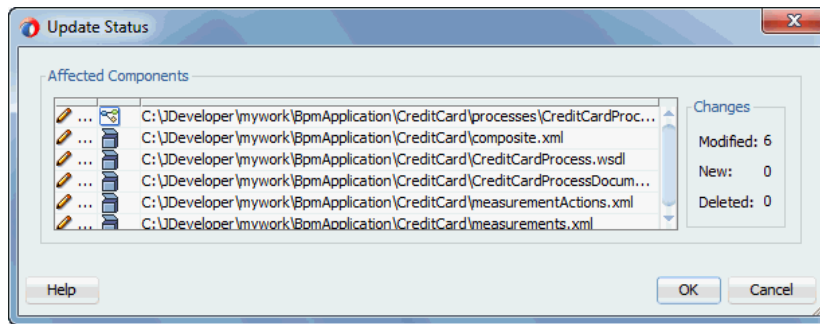 Update Status
Affected Components
... C:\JDeveloper\mywork\BpmApplication\CreditCard\processes\CreditCardProc...
... C:\JDeveloper\mywork\BpmApplication\CreditCard\composite.xml
... C:\JDeveloper\mywork\BpmApplication\CreditCard\CreditCardProcess.wsdl
... C:\JDeveloper\mywork\BpmApplication\CreditCard\CreditCardProcessDocum...
... C:\JDeveloper\mywork\BpmApplication\CreditCard\measurementActions.xml
... C:\JDeveloper\mywork\BpmApplication\CreditCard\measurements.xml
Changes
Modified: 6
New: 0
Deleted: 0
Help
OK
Cancel